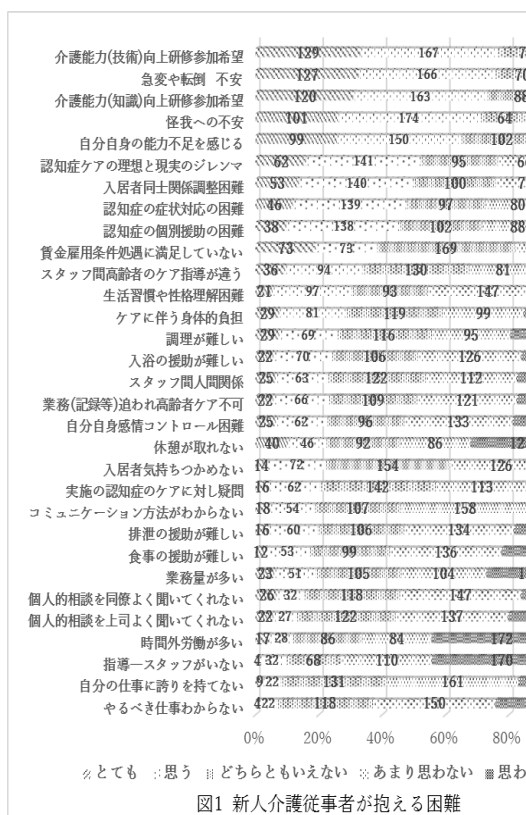 介護能力(技術)向上研修参加希望 129 167
急変や転倒 不安 127 166 70
介護能力(知識)向上研修参加希望 120 163 88
怪我への不安 101 174 64
自分自身の能力不足を感じる 99 150 102
認知症ケアの理想と現実のジレンマ 62 141 95
入居者同士関係調整困難 53 140 100
認知症の症状対応の困難 46 139 97 80
認知症の個別援助の困難 38 138 102 88
賃金雇用条件処遇に満足していない 73 73 169
スタッフ間高齢者のケア指導が違う 36 94 130 81
生活習慣や性格理解困難 21 97 93 147
ケアに伴う身体的負担 29 81 119 99
調理が難しい 29 69 116 95
入浴の援助が難しい 22 70 106 126
スタッフ間人間関係 25 63 122 112
業務(記録等)追われ高齢者ケア不可 22 66 109 121
自分自身感情コントロール困難 25 62 96 133
休憩が取れない 40 46 92 86
入居者気持ちつかめない 14 72 154 126
実施の認知症のケアに対し疑問 16 62 142 113
コミュニケーション方法がわからない 18 54 107 158
排泄の援助が難しい 16 60 106 134
食事の援助が難しい 12 53 99 136
業務量が多い 23 51 105 104
個人的相談を同僚よく聞いてくれない 26 32 118 147
個人的相談を上司よく聞いてくれない 22 27 122 137
時間外労働が多い 17 28 86 84 172
指導―スタッフがいない 4 32 68 110 170
自分の仕事に誇りを持てない 9 22 131 161
やるべき仕事わからない 4 22 118 150
0% 20% 40% 60% 80%
とても 思う どちらともいえない あまり思わない 思わ
図1 新人介護従事者が抱える困難